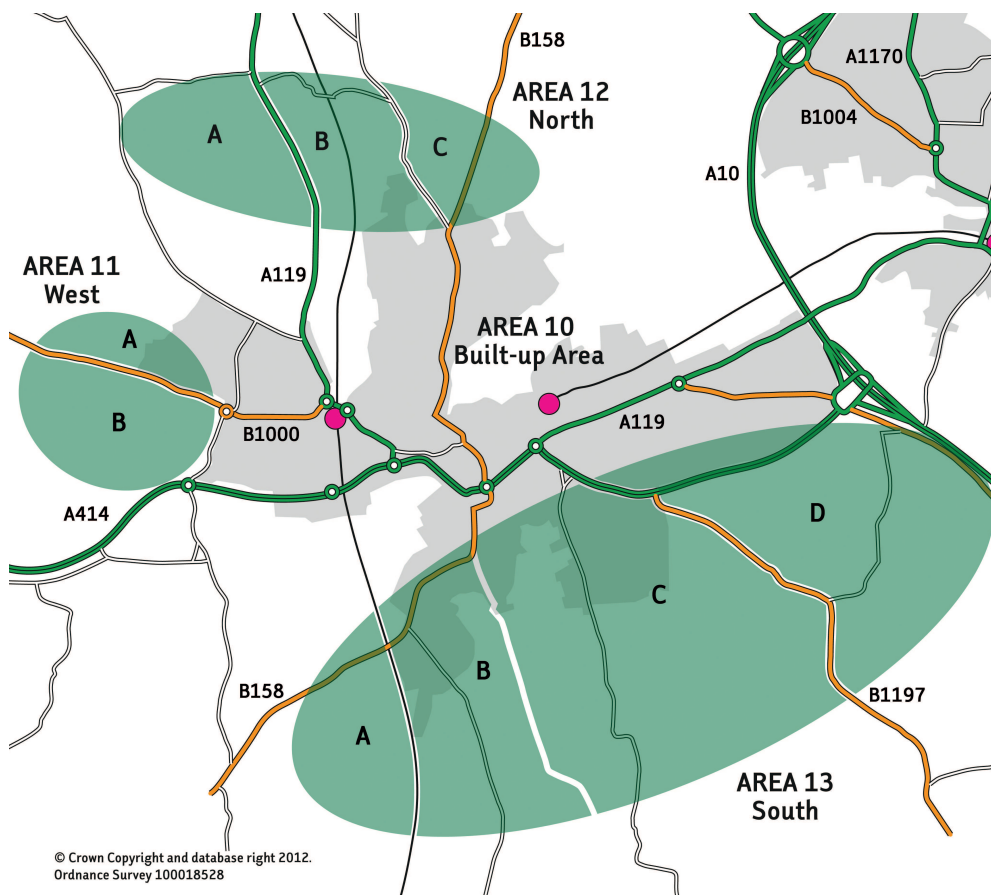 B158
A1170
AREA 12
North
B1004
A
B
C
A10
AREA 11
West
A119
A
AREA 10
Built-up Area
B
B1000
A119
A414
D
C
B
B158
B1197
A
AREA 13
South
© Crown Copyright and database right 2012.
Ordnance Survey 100018528